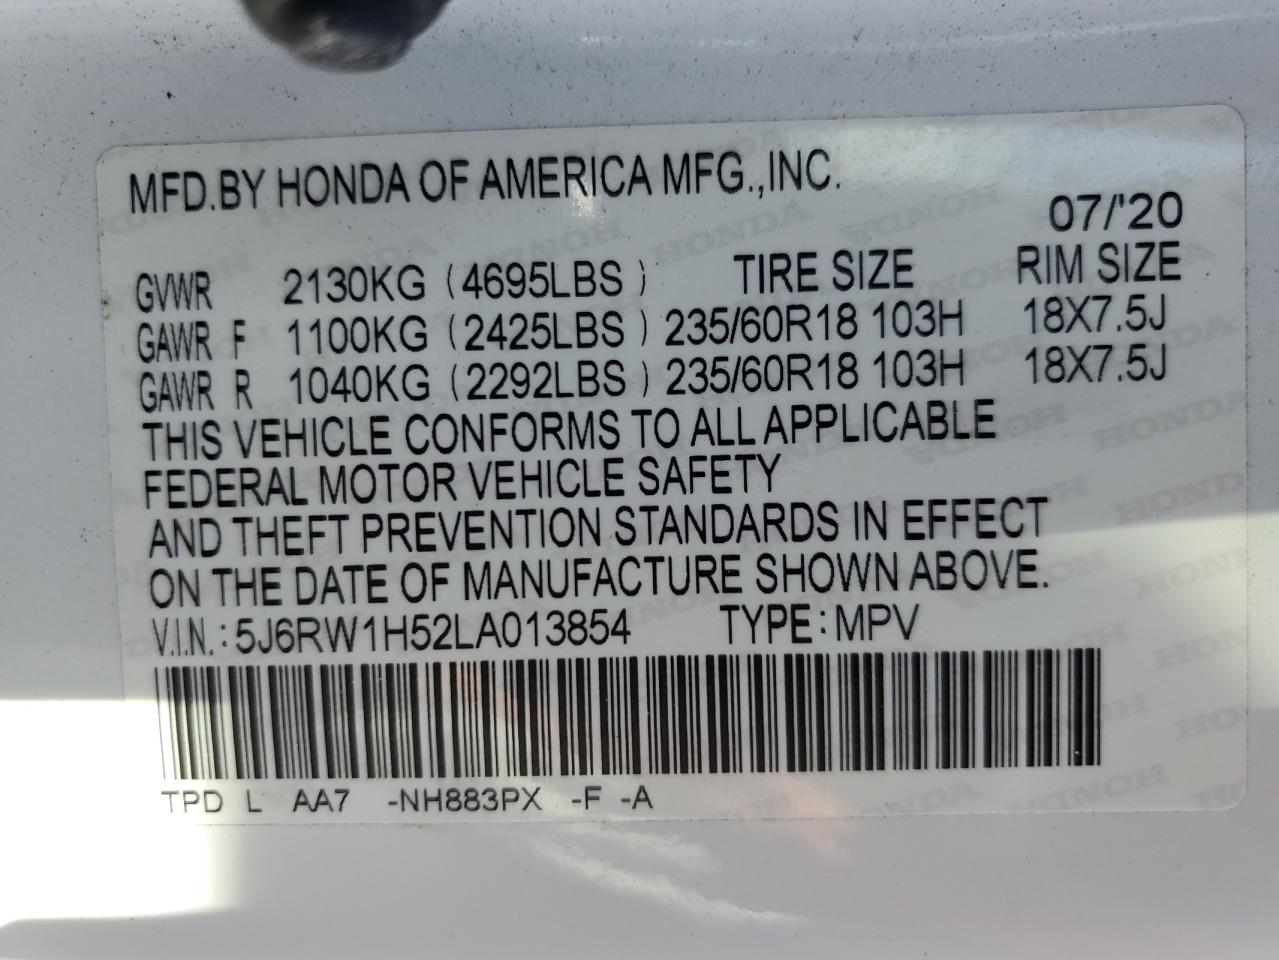 MFD.BY HONDA OF AMERICA MFG.,INC.
07/'20
GVWR 2130KG (4695LBS) TIRE SIZE RIM SIZE
GAWR F 1100KG (2425LBS) 235/60R18 103H 18X7.5J
GAWR R 1040KG (2292LBS) 235/60R18 103H 18X7.5J
THIS VEHICLE CONFORMS TO ALL APPLICABLE
FEDERAL MOTOR VEHICLE SAFETY
AND THEFT PREVENTION STANDARDS IN EFFECT
ON THE DATE OF MANUFACTURE SHOWN ABOVE.
V.I.N.: 5J6RW1H52LA013854 TYPE: MPV
TPD L AA7 -NH883PX -F -A